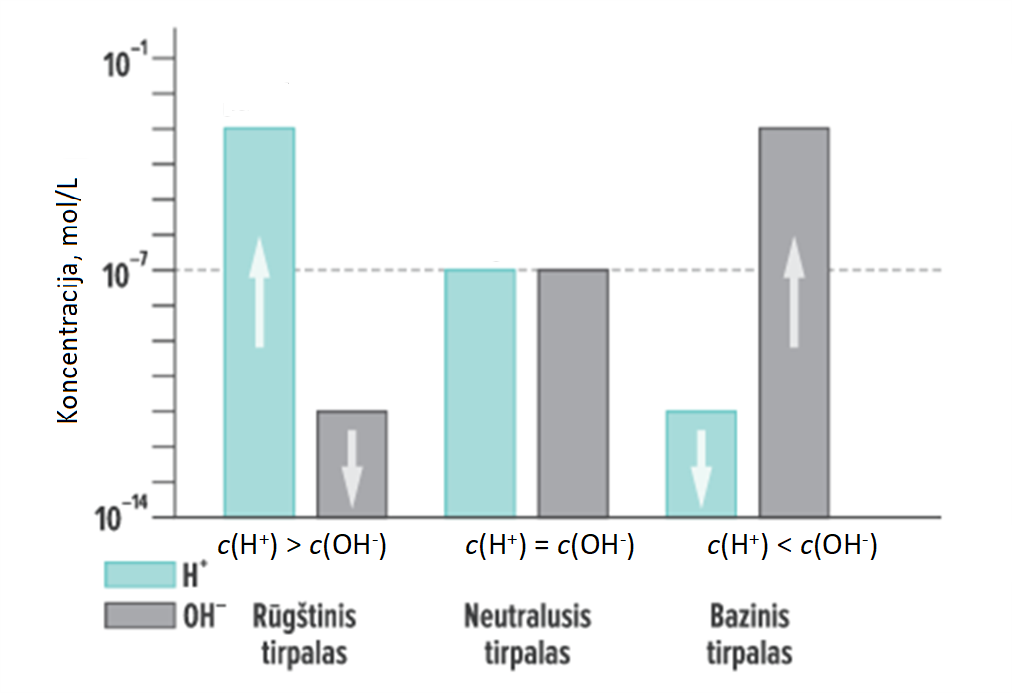 Koncentracija, mol/L
10⁻¹
10⁻⁷
10⁻¹⁴
c(H⁺) > c(OH⁻)
c(H⁺) = c(OH⁻)
c(H⁺) < c(OH⁻)
H⁺
OH⁻
Rūgštinis
tirpalas
Neutralusis
tirpalas
Bazinis
tirpalas